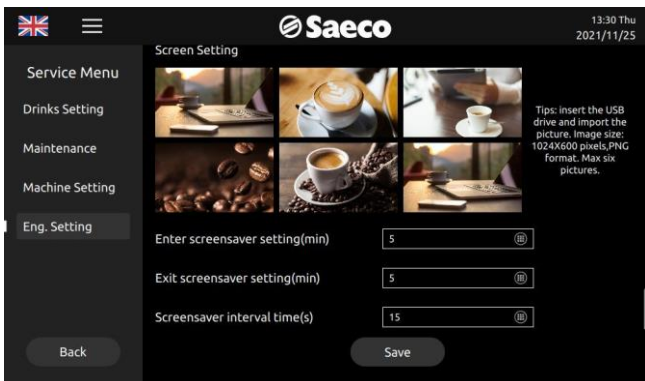 Saeco
13:30 Thu
2021/11/25
Service Menu
Drinks Setting
Maintenance
Machine Setting
Eng. Setting
Back
Screen Setting
Tips: insert the USB
drive and import the
picture. Image size:
1024X600 pixels,PNG
format. Max six
pictures.
Enter screensaver setting(min)
5
Exit screensaver setting(min)
5
Screensaver interval time(s)
15
Save